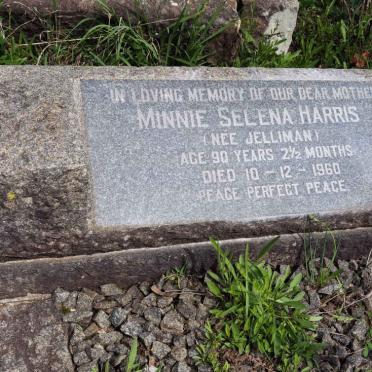 IN LOVING MEMORY OF OUR DEAR MOTHER
MINNIE SELENA HARRIS
(NEE JELLIMAN)
AGE 90 YEARS 2½ MONTHS
DIED 10-12-1960
PEACE PERFECT PEACE.